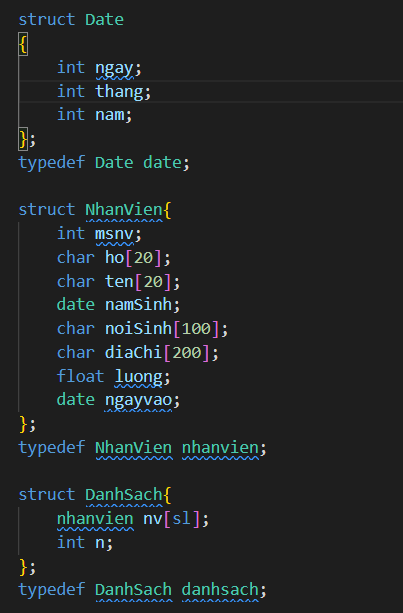 struct Date
{
    int ngay;
    int thang;
    int nam;
};
typedef Date date;

struct NhanVien{
    int msnv;
    char ho[20];
    char ten[20];
    date namSinh;
    char noiSinh[100];
    char diaChi[200];
    float luong;
    date ngayvao;
};
typedef NhanVien nhanvien;

struct DanhSach{
    nhanvien nv[sl];
    int n;
};
typedef DanhSach danhsach;